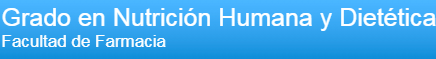 Grado en Nutrición Humana y Dietética
Facultad de Farmacia